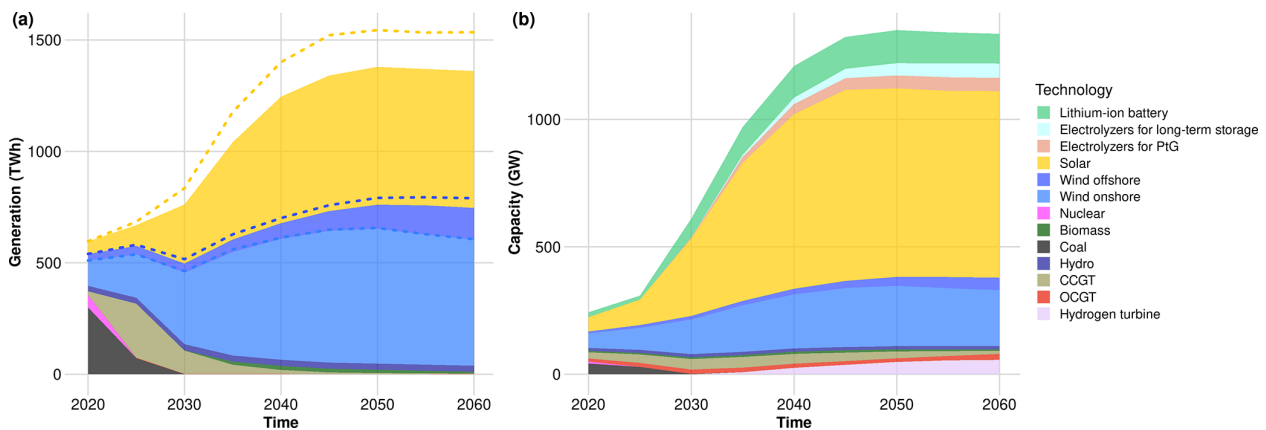 (a)
(b)
1500
1000
500
0
Generation (TWh)
2020
2030
2040
2050
2060
Time
1000
500
0
Capacity (GW)
2020
2030
2040
2050
2060
Time
Technology
Lithium-ion battery
Electrolyzers for long-term storage
Electrolyzers for PtG
Solar
Wind offshore
Wind onshore
Nuclear
Biomass
Coal
Hydro
CCGT
OCGT
Hydrogen turbine